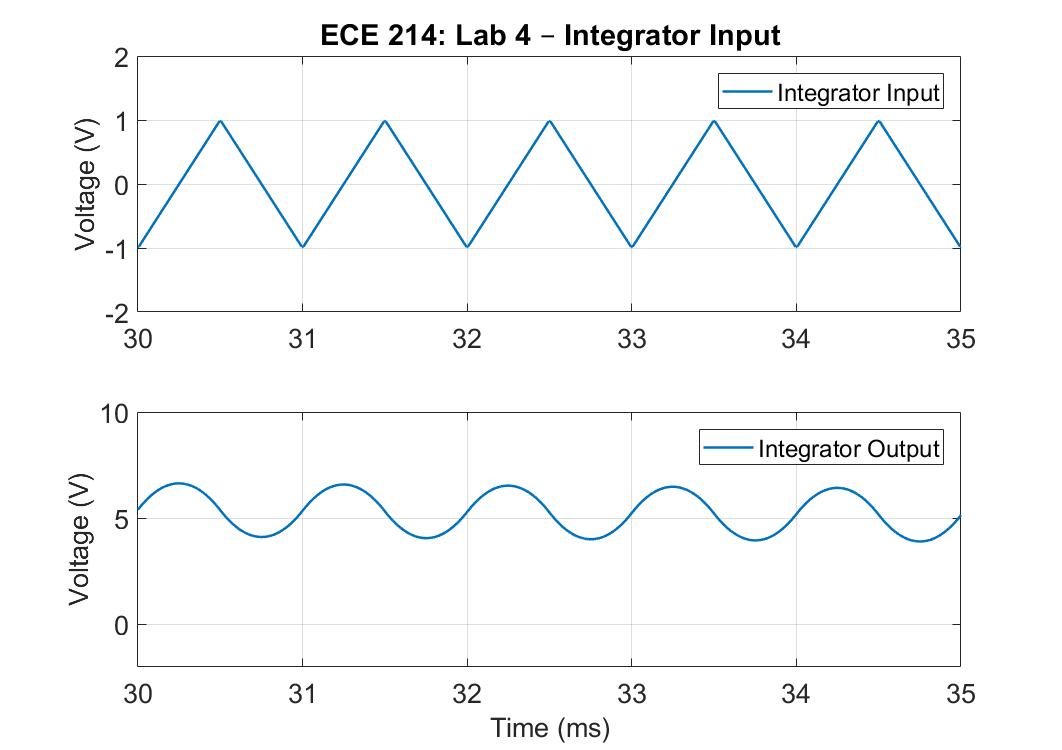 ECE 214: Lab 4 – Integrator Input
2
1
0
-1
-2
Voltage (V)
Integrator Input
30 31 32 33 34 35
10
5
0
Voltage (V)
Integrator Output
30 31 32 33 34 35
Time (ms)